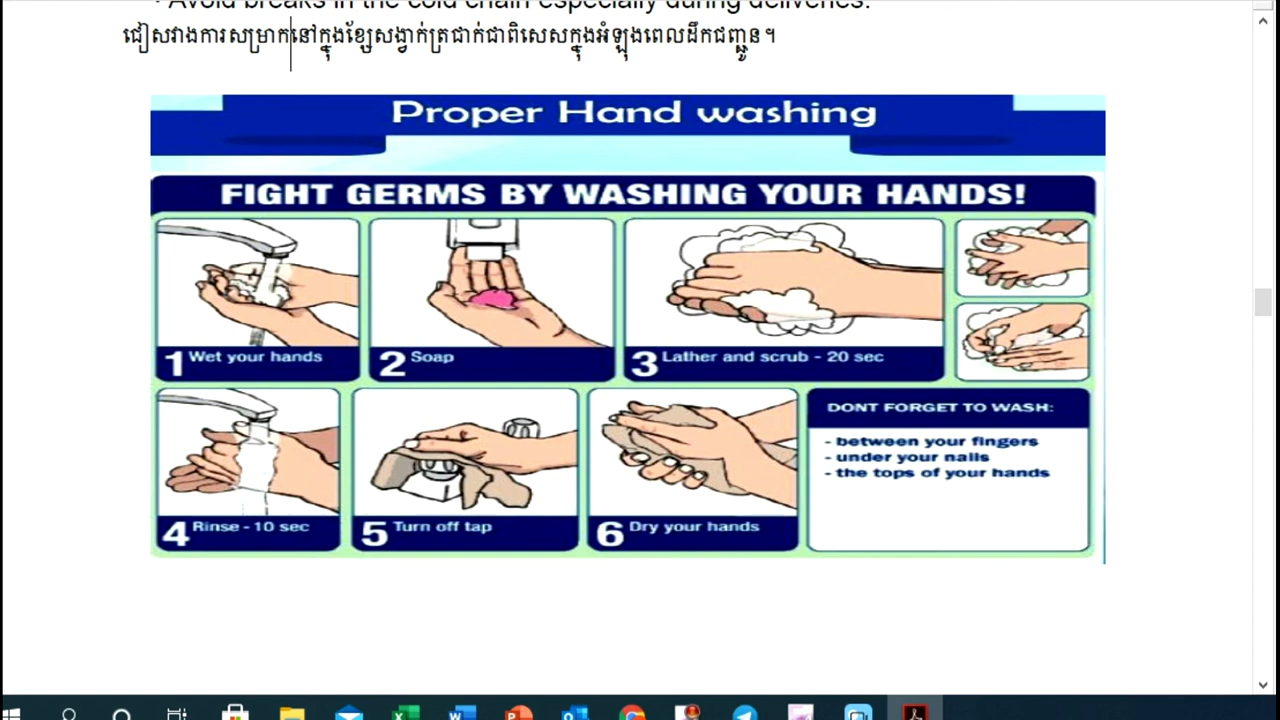 · Avoid breaks in the cold chain especially during deliveries.
ជៀសវាងការសម្រាកនៅក្នុងខ្សែសង្វាក់ត្រជាក់ជាពិសេសក្នុងអំឡុងពេលដឹកជញ្ជូន។
Proper Hand washing
FIGHT GERMS BY WASHING YOUR HANDS!
1 Wet your hands
2 Soap
3 Lather and scrub - 20 sec
4 Rinse - 10 sec
5 Turn off tap
6 Dry your hands
DONT FORGET TO WASH:
- between your fingers
- under your nails
- the tops of your hands